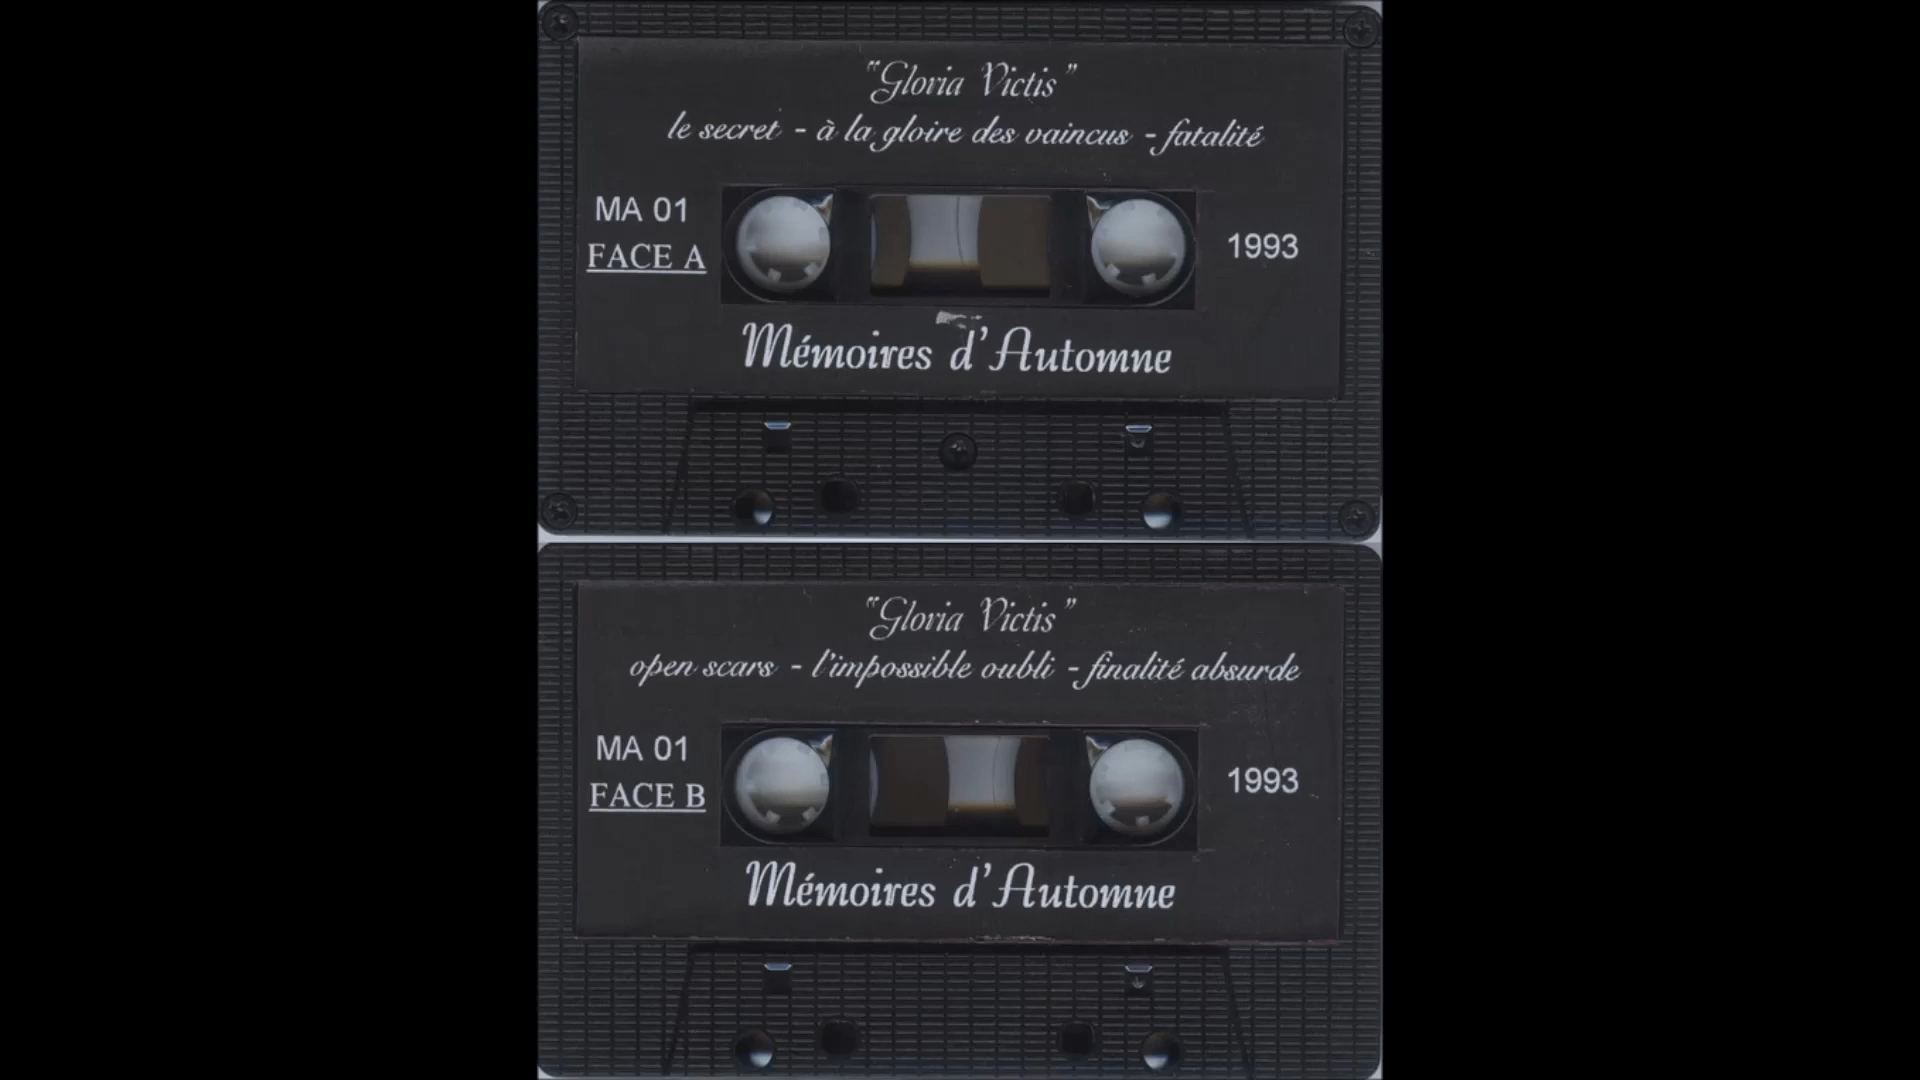 "Gloria Victis"
le secret - à la gloire des vaincus - fatalité
MA 01
FACE A
1993
Mémoires d'Automne
"Gloria Victis"
open scars - l'impossible oubli - finalité absurde
MA 01
FACE B
1993
Mémoires d'Automne